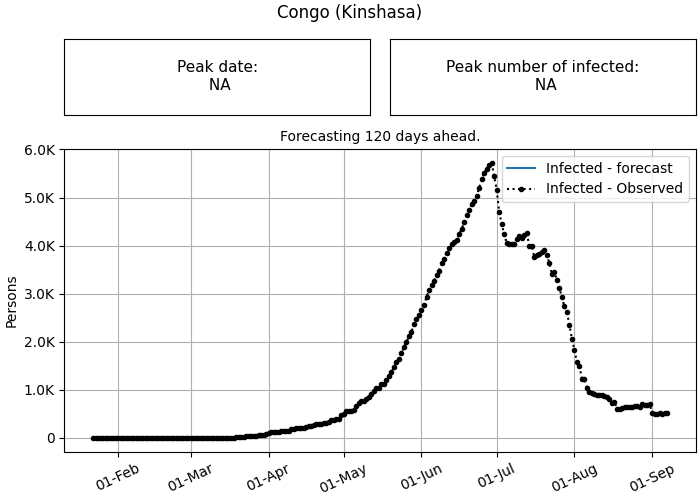 Congo (Kinshasa)
Peak date:
NA
Peak number of infected:
NA
Forecasting 120 days ahead.
6.0K
5.0K
4.0K
3.0K
2.0K
1.0K
0
Persons
Infected - forecast
Infected - Observed
01-Feb
01-Mar
01-Apr
01-May
01-Jun
01-Jul
01-Aug
01-Sep